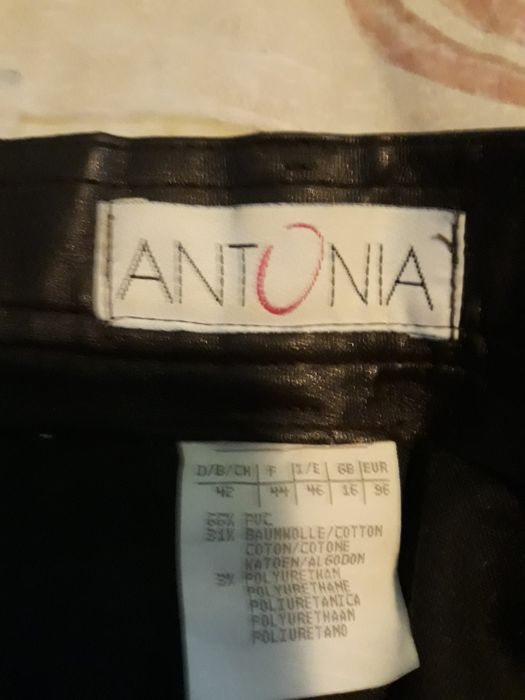 ANTONIA
D/B/CH F I/E GB EUR
42 44 46 16 96
66% PVC
31% BAUMWOLLE/COTTON
COTON/COTONE
KATOEN/ALGODON
3% POLYURETHAN
POLYURETHANE
POLIURETANICA
POLYURETHAAN
POLIURETANO